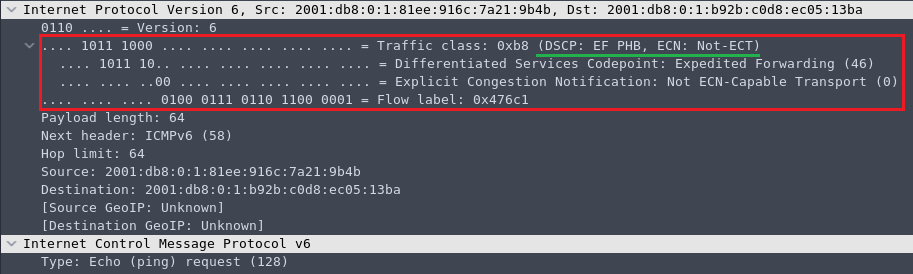 Internet Protocol Version 6, Src: 2001:db8:0:1:81ee:916c:7a21:9b4b, Dst: 2001:db8:0:1:b92b:c0d8:ec05:13ba
0110 .... = Version: 6
.... 1011 1000 .... .... .... .... .... = Traffic class: 0xb8 (DSCP: EF PHB, ECN: Not-ECT)
.... 1011 10.. .... .... .... .... .... = Differentiated Services Codepoint: Expedited Forwarding (46)
.... .... ..00 .... .... .... .... .... = Explicit Congestion Notification: Not ECN-Capable Transport (0)
.... .... .... 0100 0111 0110 1100 0001 = Flow label: 0x476c1
Payload length: 64
Next header: ICMPv6 (58)
Hop limit: 64
Source: 2001:db8:0:1:81ee:916c:7a21:9b4b
Destination: 2001:db8:0:1:b92b:c0d8:ec05:13ba
[Source GeoIP: Unknown]
[Destination GeoIP: Unknown]
Internet Control Message Protocol v6
Type: Echo (ping) request (128)